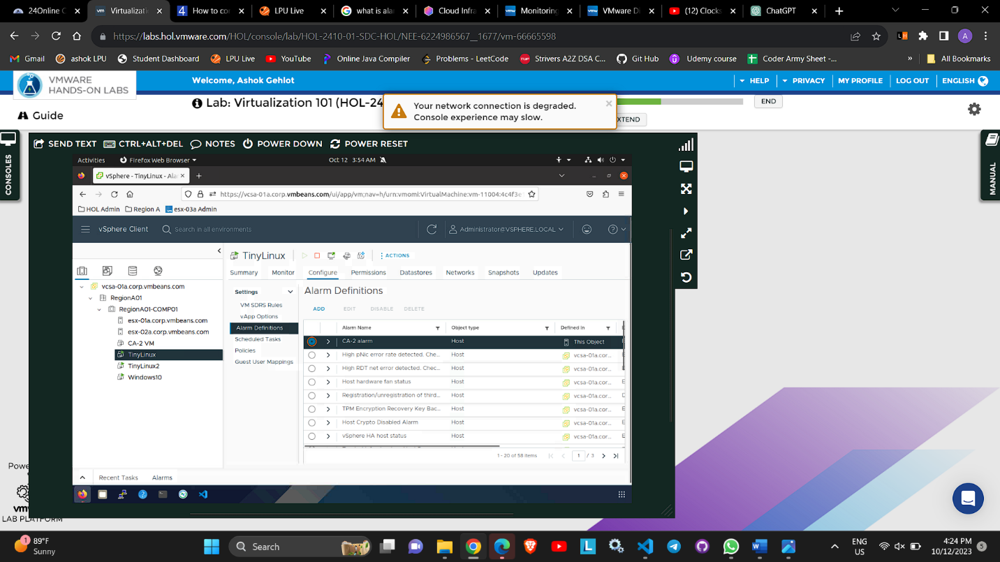 24Online C
Virtualizatio
How to cor
LPU Live
what is alar
Cloud Infra
Monitoring
VMware Di
(12) Clocks
ChatGPT
https://labs.hol.vmware.com/HOL/console/lab/HOL-2410-01-SDC-HOL/NEE-6224986567__1677/vm-66665598
Gmail
ashok LPU
Student Dashboard
LPU Live
YouTube
Online Java Compiler
Problems - LeetCode
Strivers A2Z DSA C...
Git Hub
Udemy course
Coder Army Sheet -...
»
All Bookmarks
VMWARE
HANDS-ON LABS
Welcome, Ashok Gehlot
HELP
PRIVACY
MY PROFILE
LOG OUT
ENGLISH
Guide
Lab: Virtualization 101 (HOL-24
Your network connection is degraded.
Console experience may slow.
END
XTEND
CONSOLES
MANUAL
SEND TEXT
CTRL+ALT+DEL
NOTES
POWER DOWN
POWER RESET
Activities
Firefox Web Browser
Oct 12 3:54 AM
vSphere - TinyLinux - Alar
https://vcsa-01a.corp.vmbeans.com/ui/app/vm;nav=h/urn:vmomi:VirtualMachine:vm-11004:4c4f3e
HOL Admin
Region A
esx-03a Admin
vSphere Client
Search in all environments
Administrator@VSPHERE.LOCAL
vcsa-01a.corp.vmbeans.com
RegionA01
RegionA01-COMP01
esx-01a.corp.vmbeans.com
esx-02a.corp.vmbeans.com
CA-2 VM
TinyLinux
TinyLinux2
Windows10
TinyLinux
ACTIONS
Summary
Monitor
Configure
Permissions
Datastores
Networks
Snapshots
Updates
Settings
VM SDRS Rules
vApp Options
Alarm Definitions
Scheduled Tasks
Policies
Guest User Mappings
Alarm Definitions
ADD
EDIT
DISABLE
DELETE
Alarm Name
Object type
Defined In
CA-2 alarm
Host
This Object
High pNic error rate detected. Chec...
Host
vcsa-01a.cor...
High RDT net error detected. Chec...
Host
vcsa-01a.cor...
Host hardware fan status
Host
vcsa-01a.cor...
Registration/unregistration of third...
Host
vcsa-01a.cor...
TPM Encryption Recovery Key Bac...
Host
vcsa-01a.cor...
Host Crypto Disabled Alarm
Host
vcsa-01a.cor...
vSphere HA host status
Host
vcsa-01a.cor...
1 - 20 of 58 items
1 / 3
Recent Tasks
Alarms
Powe
vmw
LAB PLATFORM
1
89°F
Sunny
Search
ENG
US
4:24 PM
10/12/2023
5